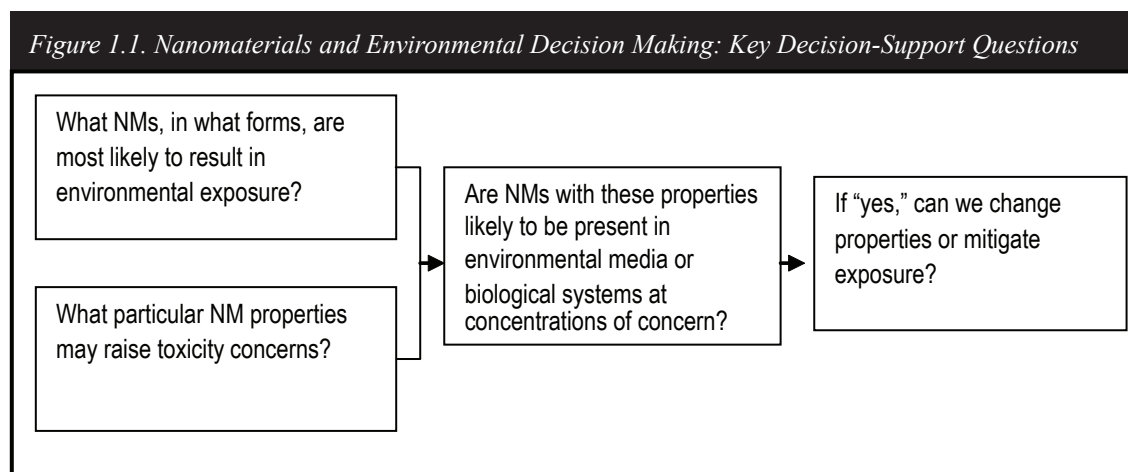 Figure 1.1. Nanomaterials and Environmental Decision Making: Key Decision-Support Questions
What NMs, in what forms, are
most likely to result in
environmental exposure?
What particular NM properties
may raise toxicity concerns?
Are NMs with these properties
likely to be present in
environmental media or
biological systems at
concentrations of concern?
If “yes,” can we change
properties or mitigate
exposure?